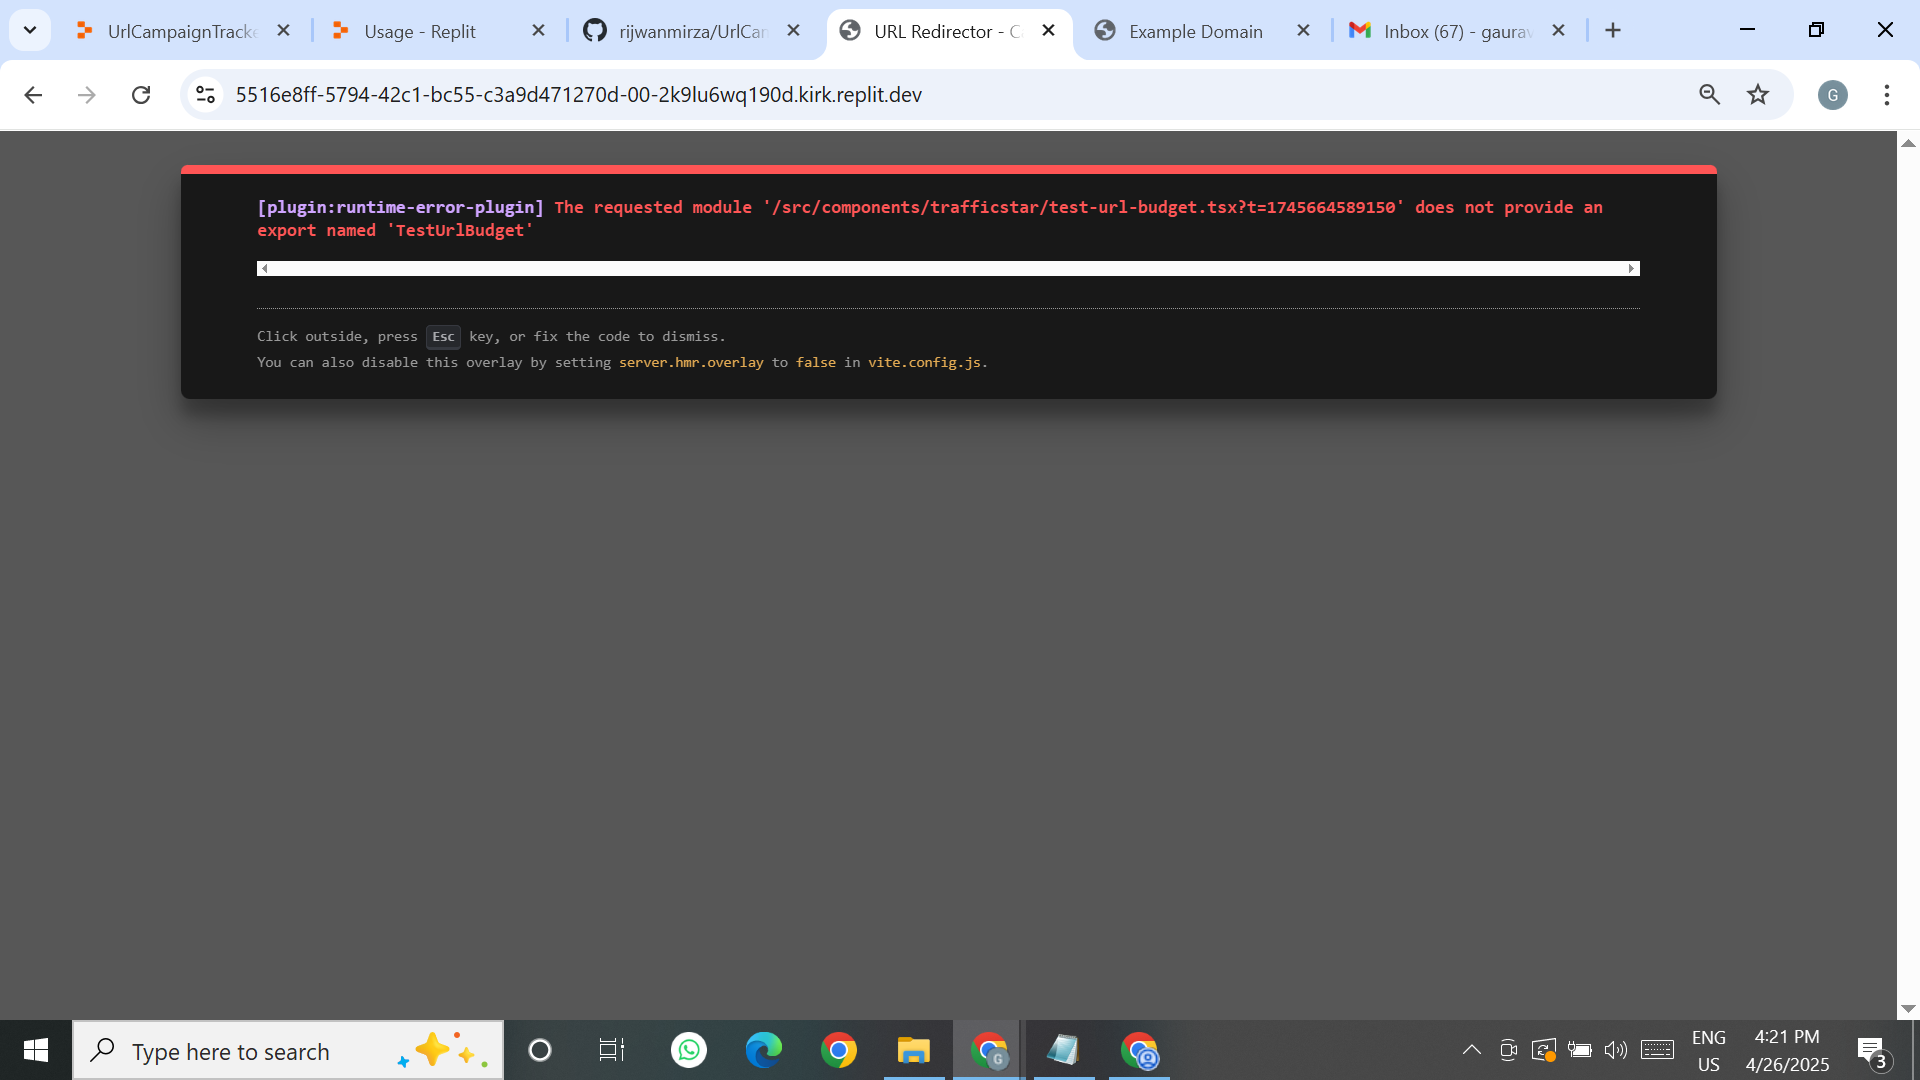 UrlCampaignTracke
Usage - Replit
rijwanmirza/UrlCar
URL Redirector - C
Example Domain
Inbox (67) - gaurav
5516e8ff-5794-42c1-bc55-c3a9d471270d-00-2k9lu6wq190d.kirk.replit.dev
G
[plugin:runtime-error-plugin] The requested module '/src/components/trafficstar/test-url-budget.tsx?t=1745664589150' does not provide an
export named 'TestUrlBudget'
Click outside, press Esc key, or fix the code to dismiss.
You can also disable this overlay by setting server.hmr.overlay to false in vite.config.js.
Type here to search
G
ENG
US
4:21 PM
4/26/2025
3